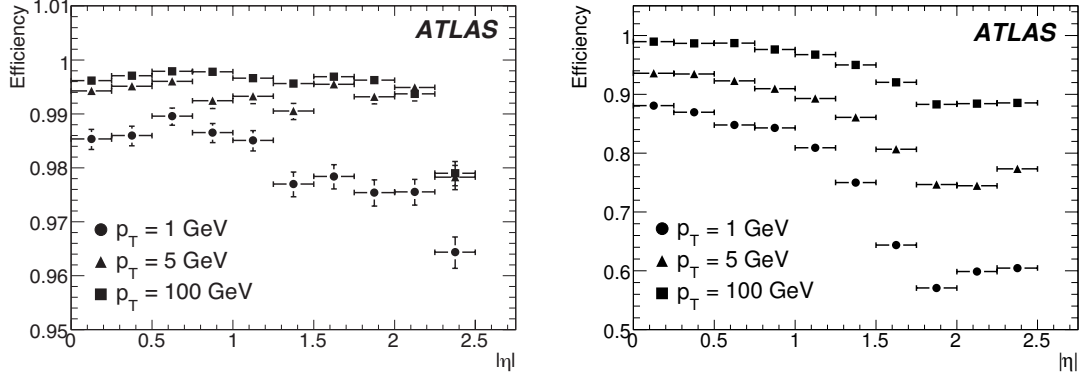 Efficiency
1.01
1
0.99
0.98
0.97
0.96
0.95
ATLAS
p_T = 1 GeV
p_T = 5 GeV
p_T = 100 GeV
0 0.5 1 1.5 2 2.5
|η|
Efficiency
1
0.9
0.8
0.7
0.6
0.5
ATLAS
p_T = 1 GeV
p_T = 5 GeV
p_T = 100 GeV
0 0.5 1 1.5 2 2.5
|η|